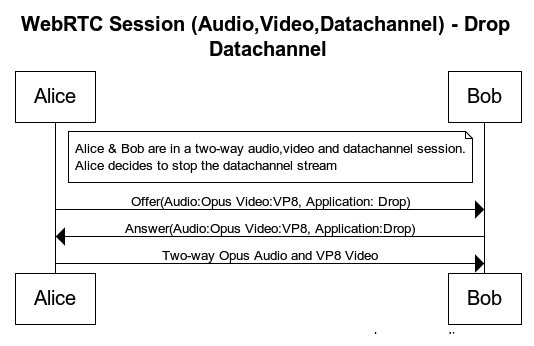 WebRTC Session (Audio,Video,Datachannel) - Drop
Datachannel
Alice
Bob
Alice & Bob are in a two-way audio,video and datachannel session.
Alice decides to stop the datachannel stream
Offer(Audio:Opus Video:VP8, Application: Drop)
Answer(Audio:Opus Video:VP8, Application:Drop)
Two-way Opus Audio and VP8 Video
Alice
Bob